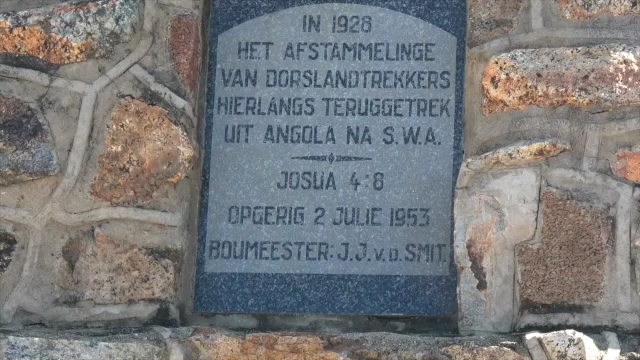 IN 1928
HET AFSTAMMELINGE
VAN DORSLANDTREKKERS
HIERLANGS TERUGGETREK
UIT ANGOLA NA S.W.A.
JOSUA 4:8
OPGERIG 2 JULIE 1953
BOUMEESTER: J.J.V.D. SMIT.